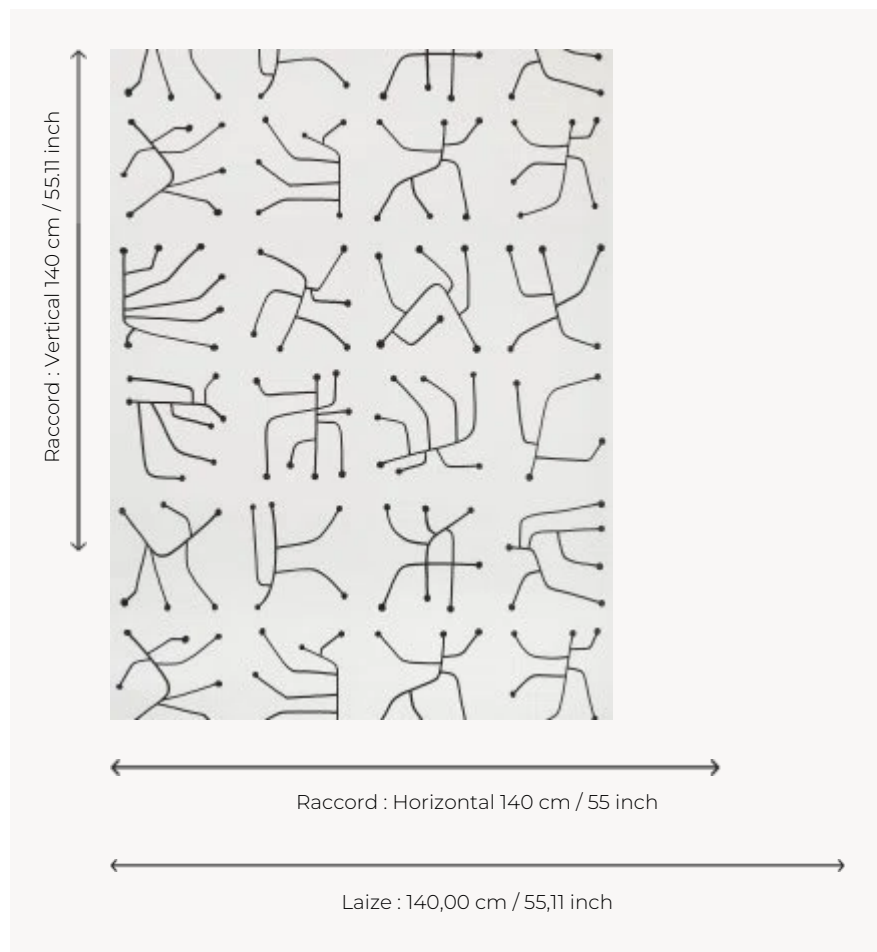 Raccord : Vertical 140 cm / 55.11 inch
Raccord : Horizontal 140 cm / 55 inch
Laize : 140,00 cm / 55,11 inch